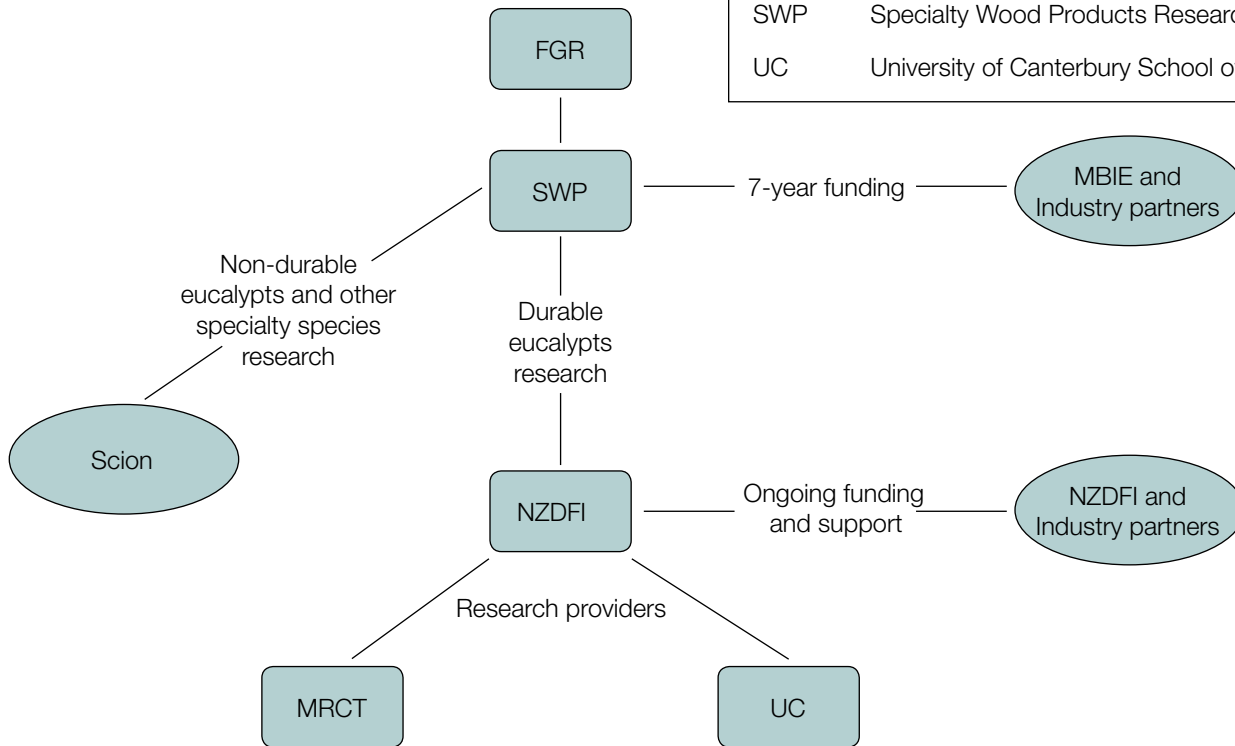 SWP Specialty Wood Products
UC University of Canterbury School
FGR
SWP
7-year funding
MBIE and
Industry partners
Non-durable
eucalypts and other
specialty species
research
Durable
eucalypts
research
Scion
NZDFI
Ongoing funding
and support
NZDFI and
Industry partners
Research providers
MRCT
UC